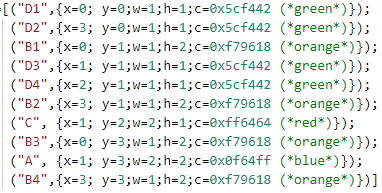 =[("D1",{x=0; y=0;w=1;h=1;c=0x5cf442 (*green*)});
("D2",{x=3; y=0;w=1;h=1;c=0x5cf442 (*green*)});
("B1",{x=0; y=1;w=1;h=2;c=0xf79618 (*orange*)});
("D3",{x=1; y=1;w=1;h=1;c=0x5cf442 (*green*)});
("D4",{x=2; y=1;w=1;h=1;c=0x5cf442 (*green*)});
("B2",{x=3; y=1;w=1;h=2;c=0xf79618 (*orange*)});
("C", {x=1; y=2;w=2;h=1;c=0xff6464 (*red*)});
("B3",{x=0; y=3;w=1;h=2;c=0xf79618 (*orange*)});
("A", {x=1; y=3;w=2;h=2;c=0x0f64ff (*blue*)});
("B4",{x=3; y=3;w=1;h=2;c=0xf79618 (*orange*)})]